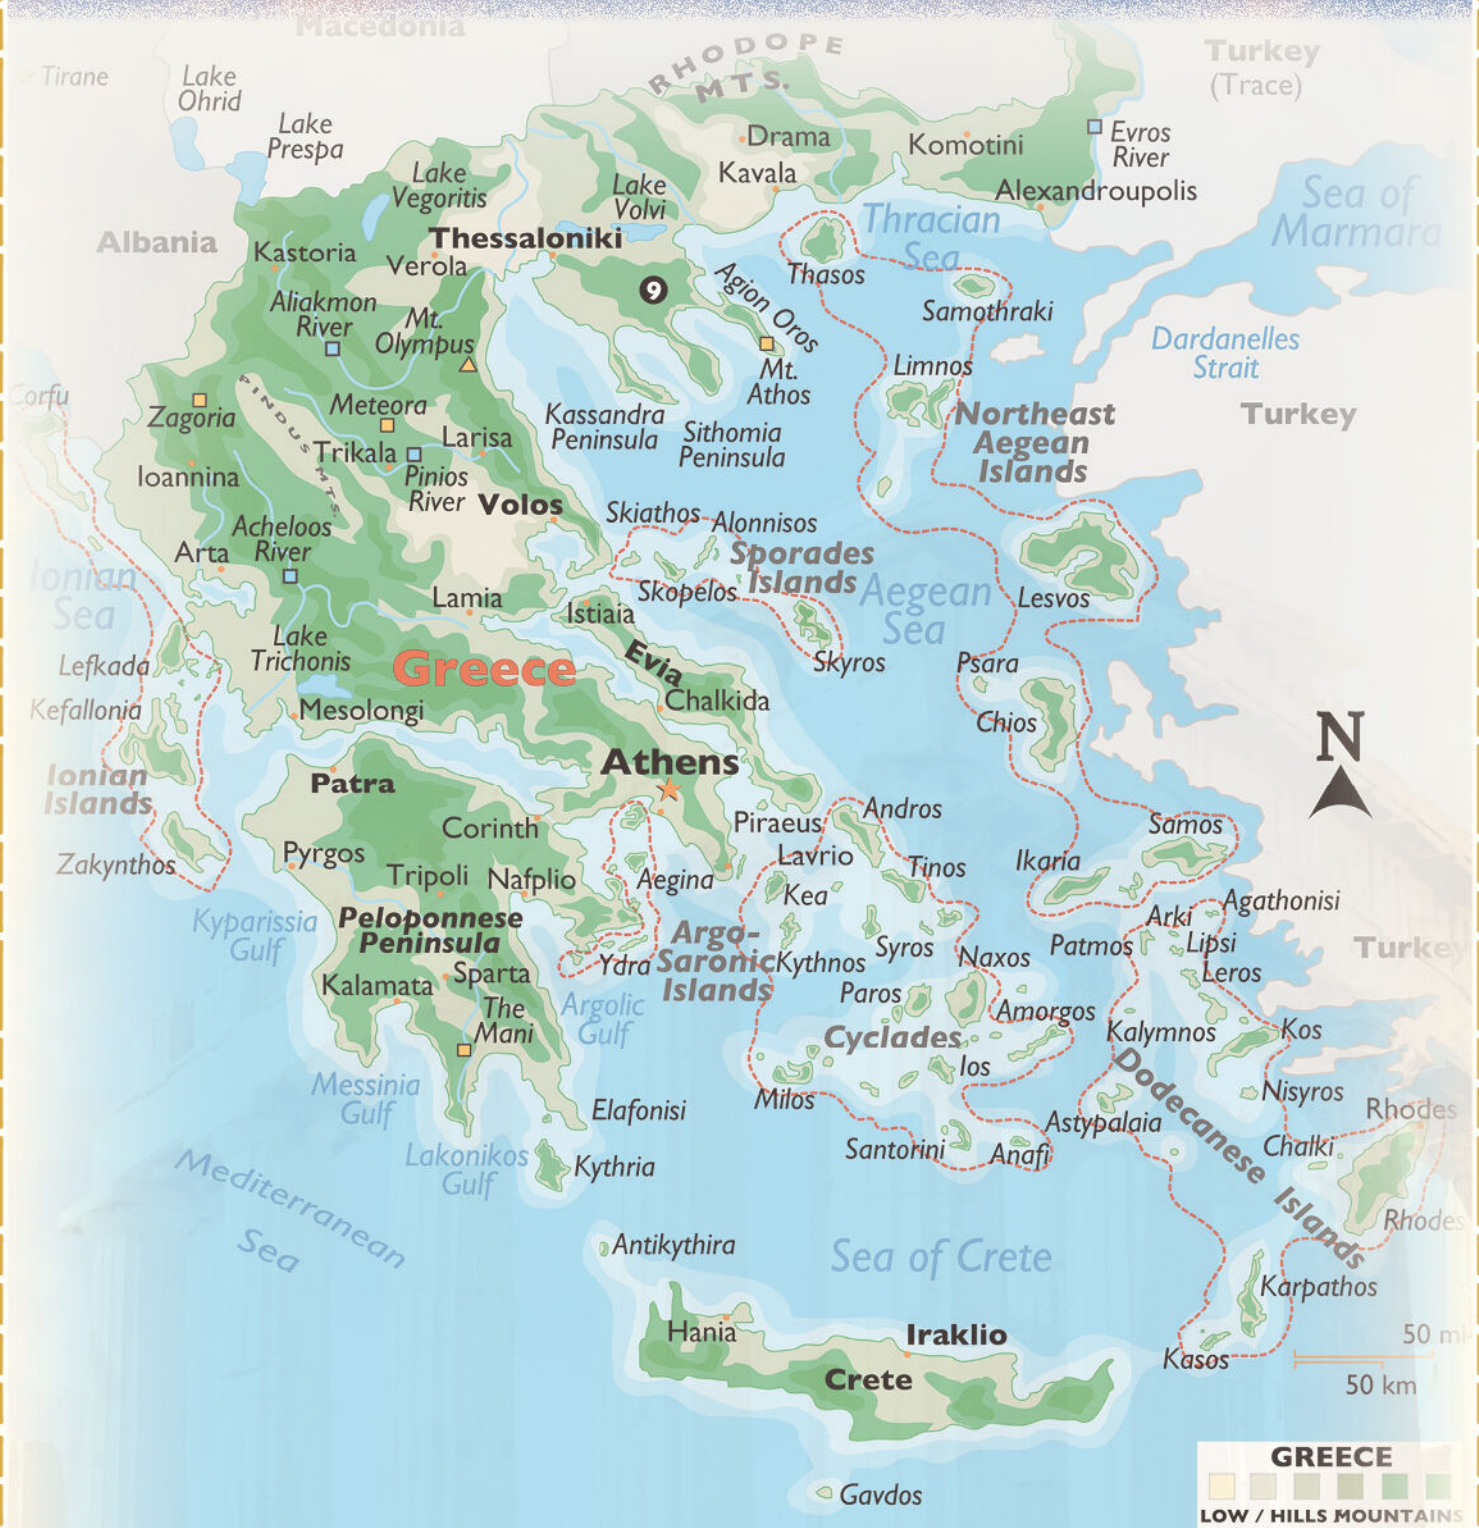 Macedonia
RHODOPE
MTS.
Turkey
(Trace)
Tirane
Lake
Ohrid
Lake
Prespa
Drama
Komotini
Evros
River
Kavala
Lake
Vegoritis
Lake
Volvi
Alexandroupolis
Sea of
Marmara
Thracian
Sea
Albania
Kastoria
Thessaloniki
Verola
Thasos
Agion Oros
9
Samothraki
Aliakmon
River
Mt.
Olympus
Mt.
Athos
Dardanelles
Strait
Limnos
Corfu
Zagoria
PINDUS MTS.
Meteora
Kassandra
Peninsula
Sithomia
Peninsula
Northeast
Aegean
Islands
Turkey
Trikala
Larisa
Ioannina
Pinios
River
Volos
Skiathos
Alonnisos
Acheloos
River
Arta
Sporades
Islands
Ionian
Sea
Skopelos
Aegean
Sea
Lesvos
Lamia
Istiaia
Lake
Trichonis
Greece
Evia
Skyros
Psara
Lefkada
Kefallonia
Mesolongi
Chalkida
Chios
Athens
Ionian
Islands
Patra
Corinth
Piraeus
Andros
N
Samos
Zakynthos
Pyrgos
Tripoli
Nafplio
Aegina
Lavrio
Tinos
Ikaria
Kea
Kyparissia
Gulf
Peloponnese
Peninsula
Argo-
Saronic
Islands
Ydra
Kythnos
Syros
Naxos
Patmos
Arki
Agathonisi
Lipsi
Leros
Turkey
Kalamata
Sparta
The
Mani
Argolic
Gulf
Paros
Amorgos
Cyclades
Kalymnos
Kos
Ios
Messinia
Gulf
Elafonisi
Milos
Dodecanese Islands
Nisyros
Rhodes
Astypalaia
Chalki
Santorini
Anafi
Lakonikos
Gulf
Kythria
Mediterranean
Sea
Rhodes
Antikythira
Sea of Crete
Karpathos
Hania
Iraklio
50 mi
Kasos
50 km
Crete
GREECE
LOW / HILLS MOUNTAINS
Gavdos